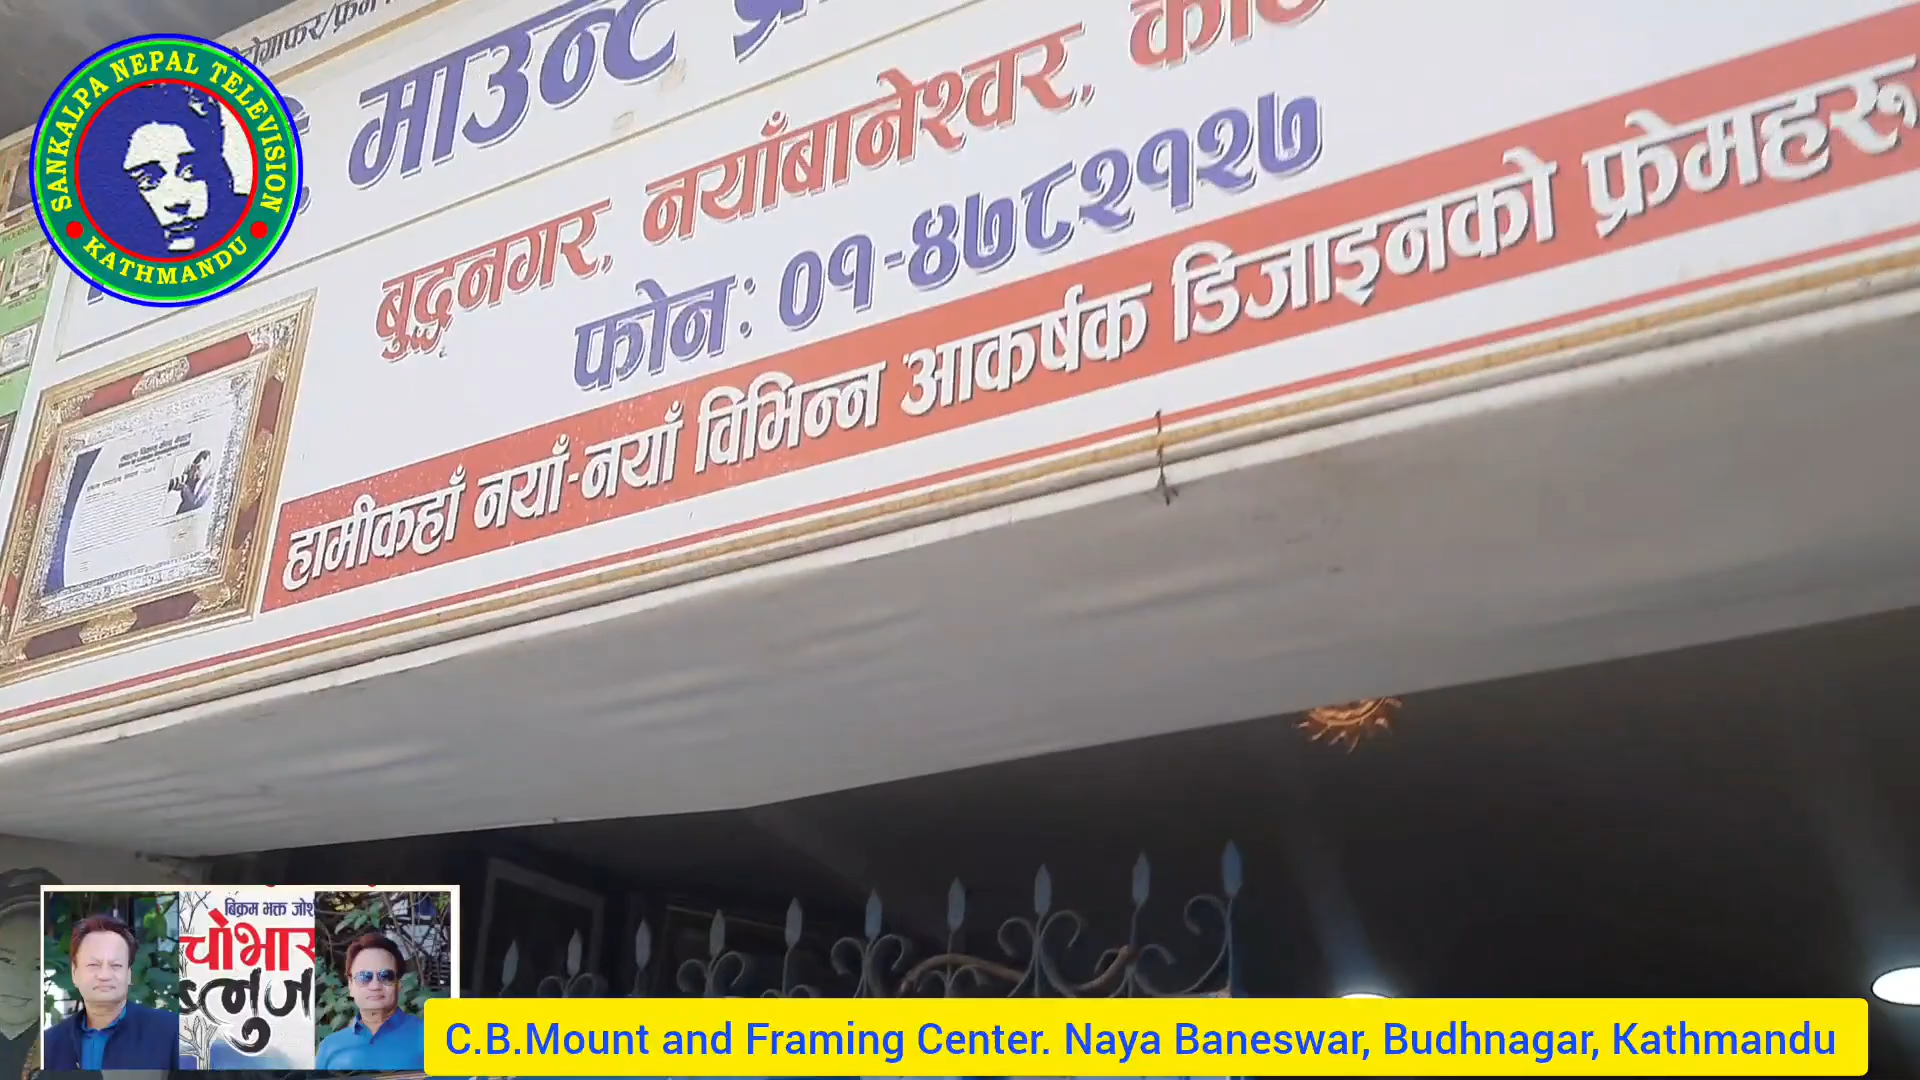 SANKALPA NEPAL TELEVISION
KATHMANDU
माउन्ट
बुद्धनगर, नयाँबानेश्वर,
फोन: ०१-४७८२१२७
हामीकहाँ नयाँ-नयाँ विभिन्न आकर्षक डिजाइनको फ्रेमहरु
बिक्रम भक्त
C.B.Mount and Framing Center. Naya Baneswar, Budhnagar, Kathmandu